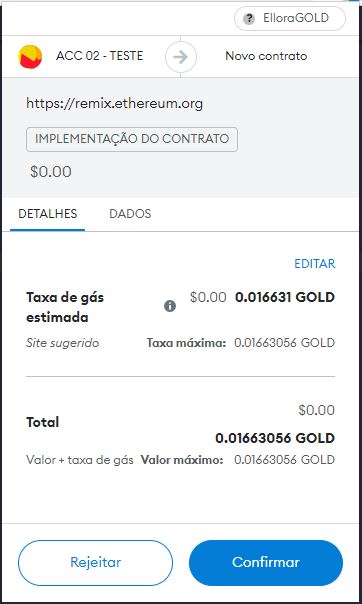 ElloraGOLD
ACC 02 - TESTE Novo contrato
https://remix.ethereum.org
IMPLEMENTAÇÃO DO CONTRATO
$0.00
DETALHES DADOS
EDITAR
Taxa de gás estimada $0.00 0.016631 GOLD
Site sugerido Taxa máxima: 0.01663056 GOLD
$0.00
Total
0.01663056 GOLD
Valor + taxa de gás Valor máximo: 0.01663056 GOLD
Rejeitar Confirmar